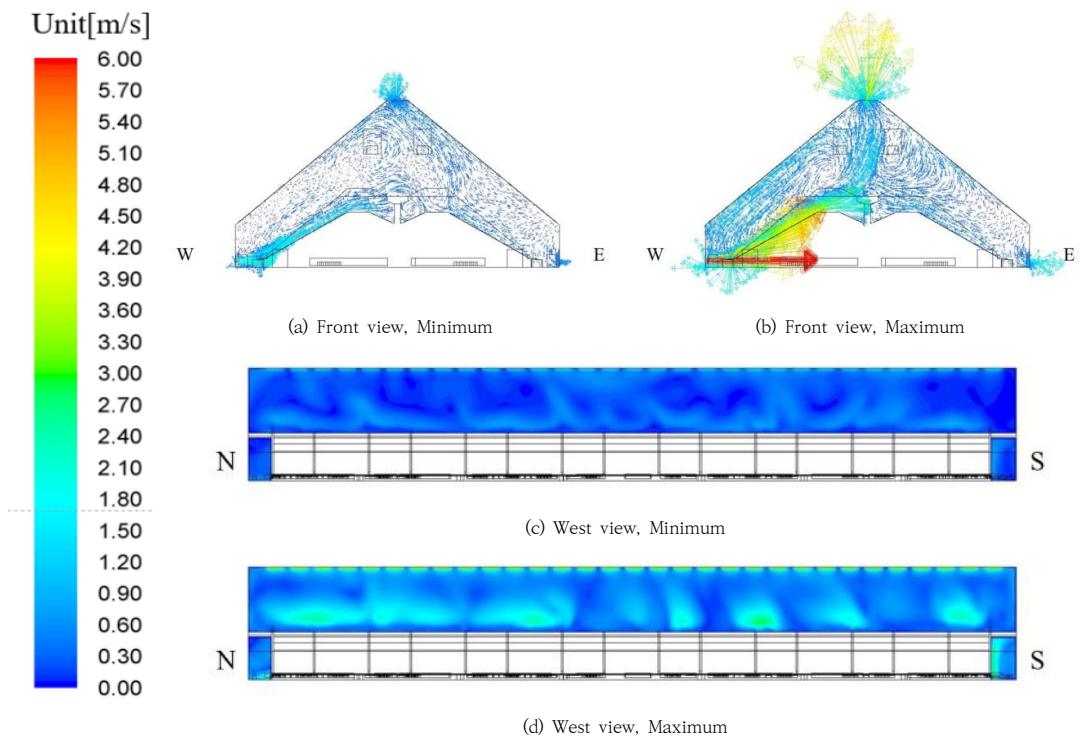 Unit[m/s]
6.00
5.70
5.40
5.10
4.80
4.50
4.20
3.90
3.60
3.30
3.00
2.70
2.40
2.10
1.80
1.50
1.20
0.90
0.60
0.30
0.00
W
E
(a) Front view, Minimum
W
E
(b) Front view, Maximum
N
S
(c) West view, Minimum
N
S
(d) West view, Maximum